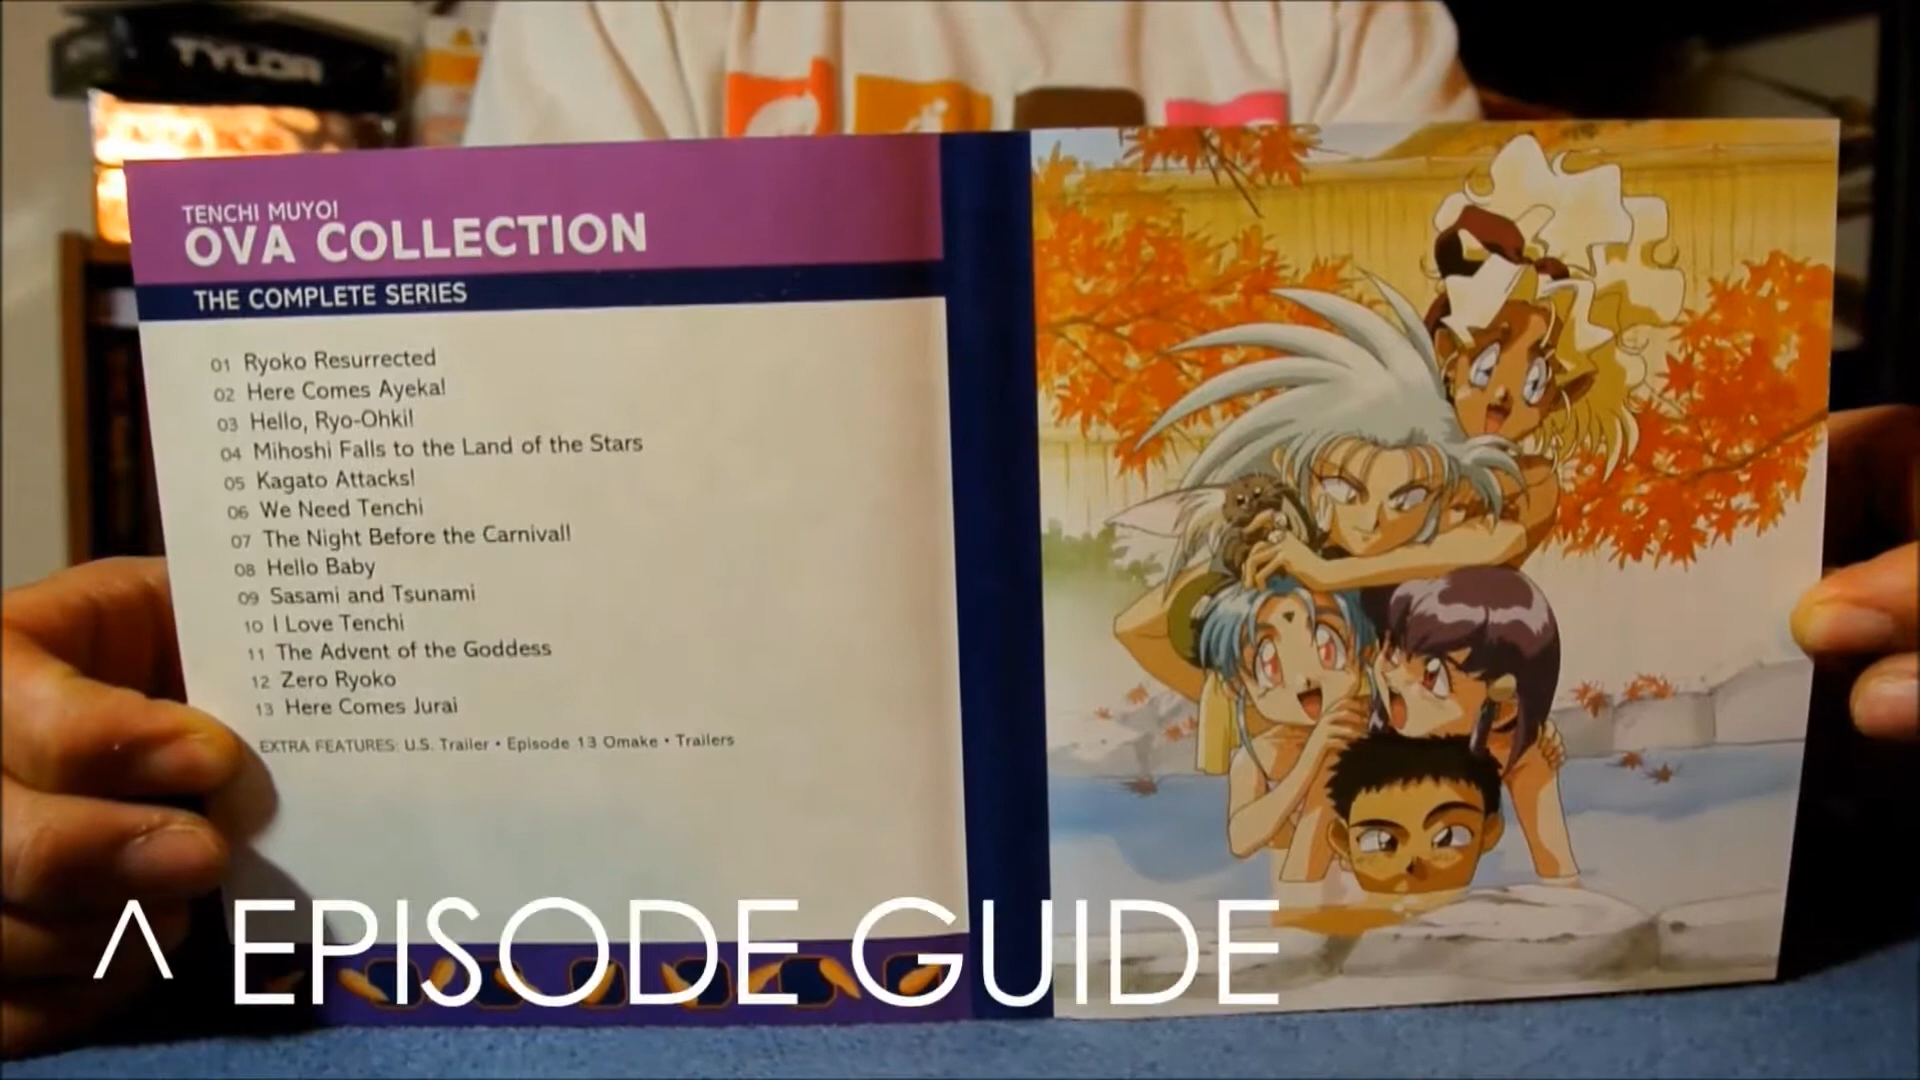 TYLOR
TENCHI MUYO!
OVA COLLECTION
THE COMPLETE SERIES
01 Ryoko Resurrected
02 Here Comes Ayeka!
03 Hello, Ryo-Ohki!
04 Mihoshi Falls to the Land of the Stars
05 Kagato Attacks!
06 We Need Tenchi
07 The Night Before the Carnival!
08 Hello Baby
09 Sasami and Tsunami
10 I Love Tenchi
11 The Advent of the Goddess
12 Zero Ryoko
13 Here Comes Jurai
EXTRA FEATURES: U.S. Trailer • Episode 13 Omake • Trailers
^ EPISODE GUIDE